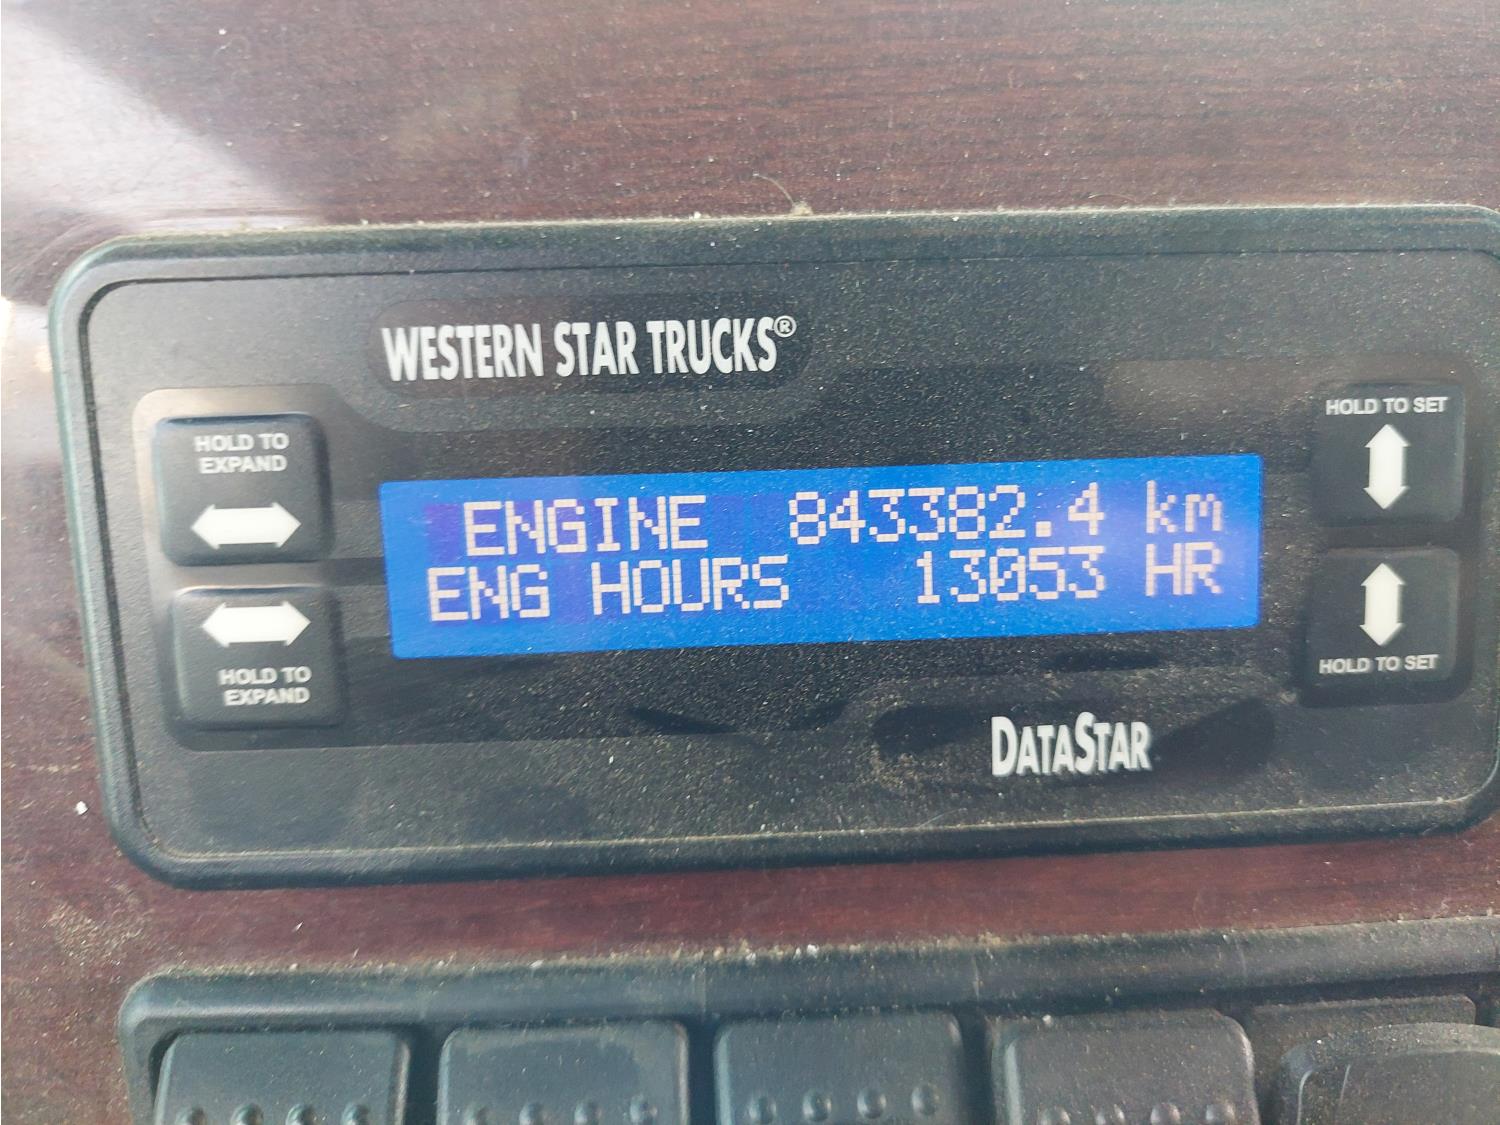 WESTERN STAR TRUCKS®
HOLD TO
EXPAND
HOLD TO SET
ENGINE 843382.4 km
ENG HOURS 13053 HR
HOLD TO
EXPAND
HOLD TO SET
DATASTAR